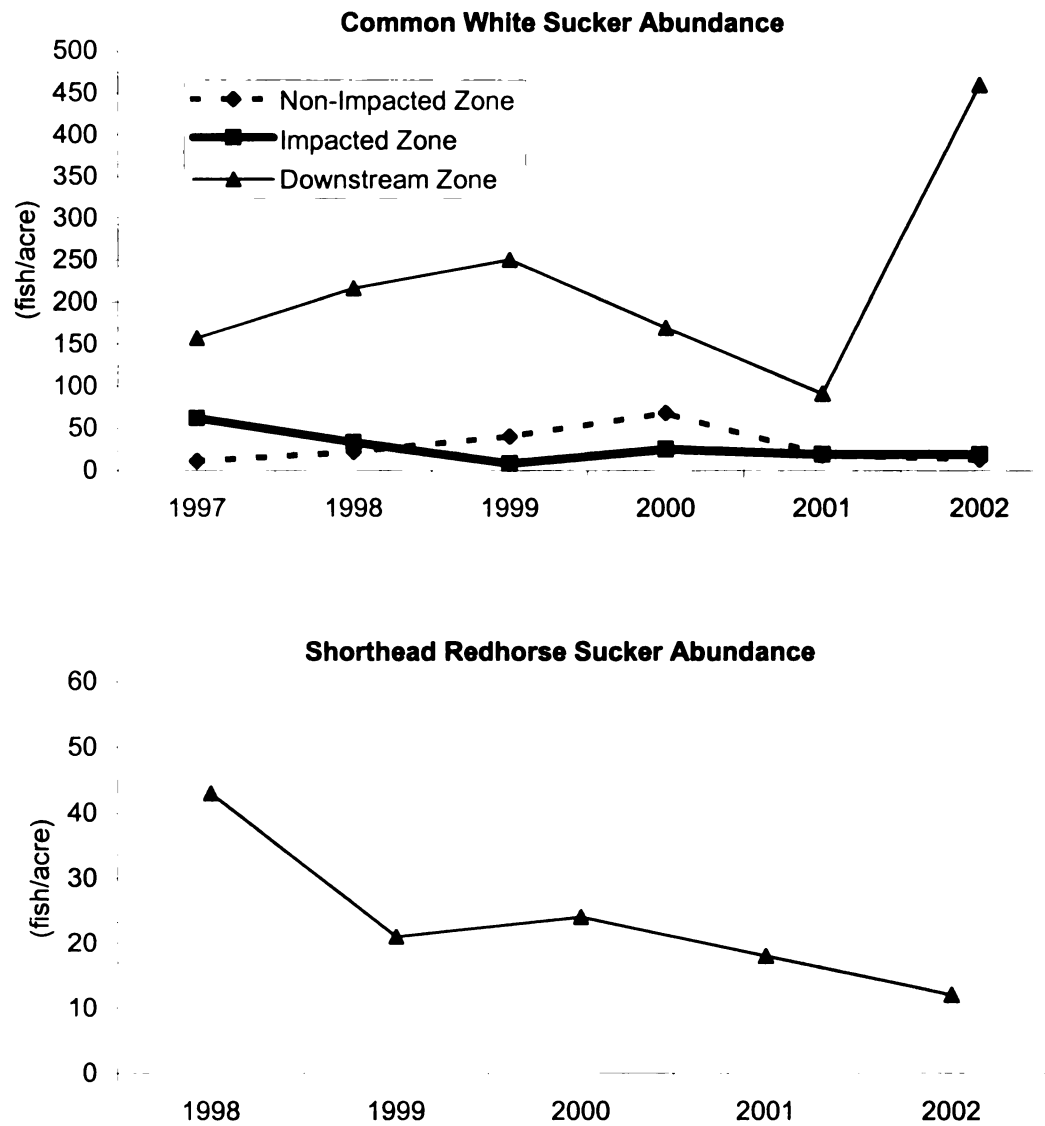 Common White Sucker Abundance
500
450
400
350
300
250
200
150
100
50
0
(fish/acre)
Non-Impacted Zone
Impacted Zone
Downstream Zone
1997 1998 1999 2000 2001 2002
Shorthead Redhorse Sucker Abundance
60
50
40
30
20
10
0
(fish/acre)
1998 1999 2000 2001 2002